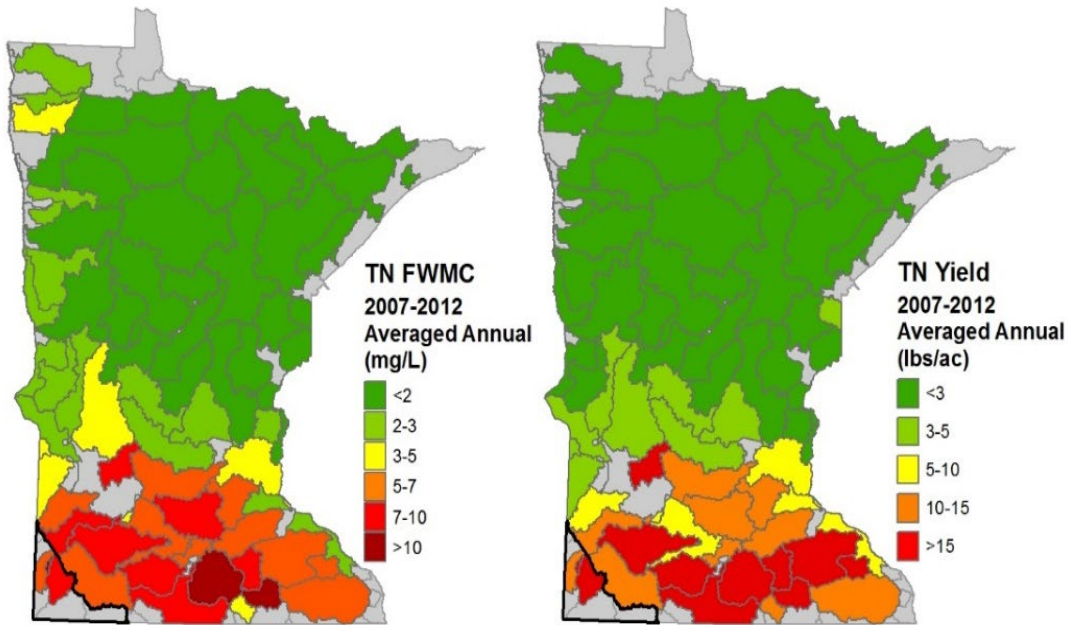 TN FWMC
2007-2012
Averaged Annual
(mg/L)
<2
2-3
3-5
5-7
7-10
>10
TN Yield
2007-2012
Averaged Annual
(lbs/ac)
<3
3-5
5-10
10-15
>15